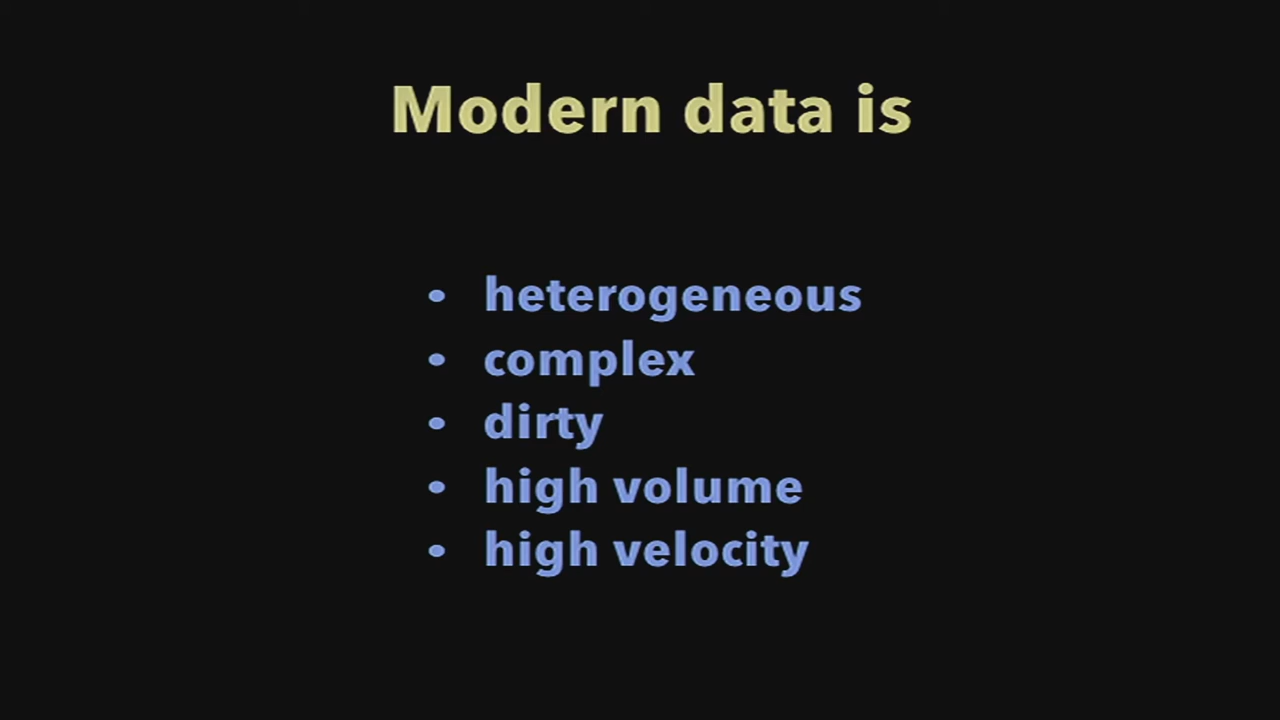 Modern data is
• heterogeneous
• complex
• dirty
• high volume
• high velocity